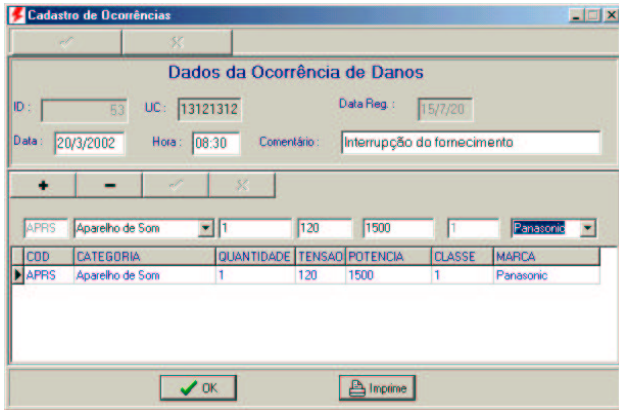 Cadastro de Ocorrências
Dados da Ocorrência de Danos
ID : 53 UC: 13121312 Data Reg. : 15/7/20
Data : 20/3/2002 Hora : 08:30 Comentário : Interrupção do fornecimento
APRS Aparelho de Som 1 120 1500 1 Panasonic
COD CATEGORIA QUANTIDADE TENSAO POTENCIA CLASSE MARCA
APRS Aparelho de Som 1 120 1500 1 Panasonic
OK Imprime